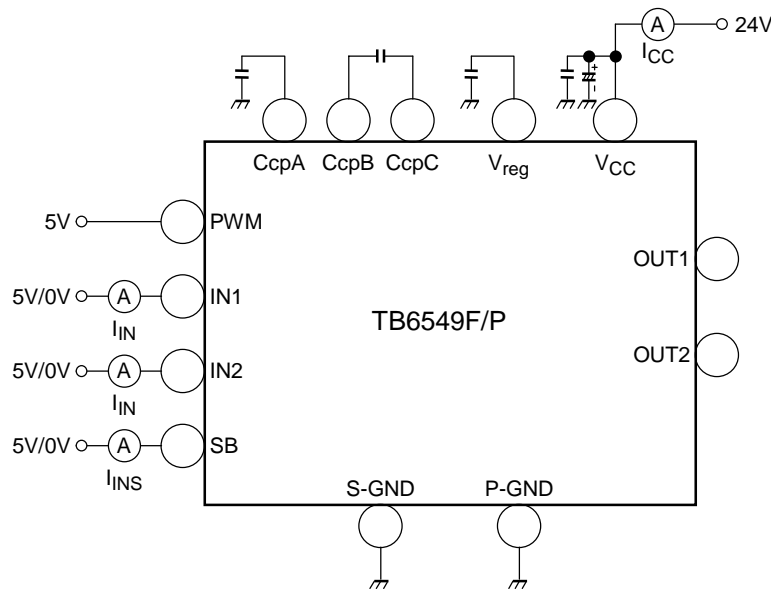 A
24V
ICC
+
-
CcpA
CcpB
CcpC
Vreg
VCC
5V
PWM
OUT1
5V/0V
A
IN1
IIN
TB6549F/P
5V/0V
A
IN2
OUT2
IIN
5V/0V
A
SB
IINS
S-GND
P-GND